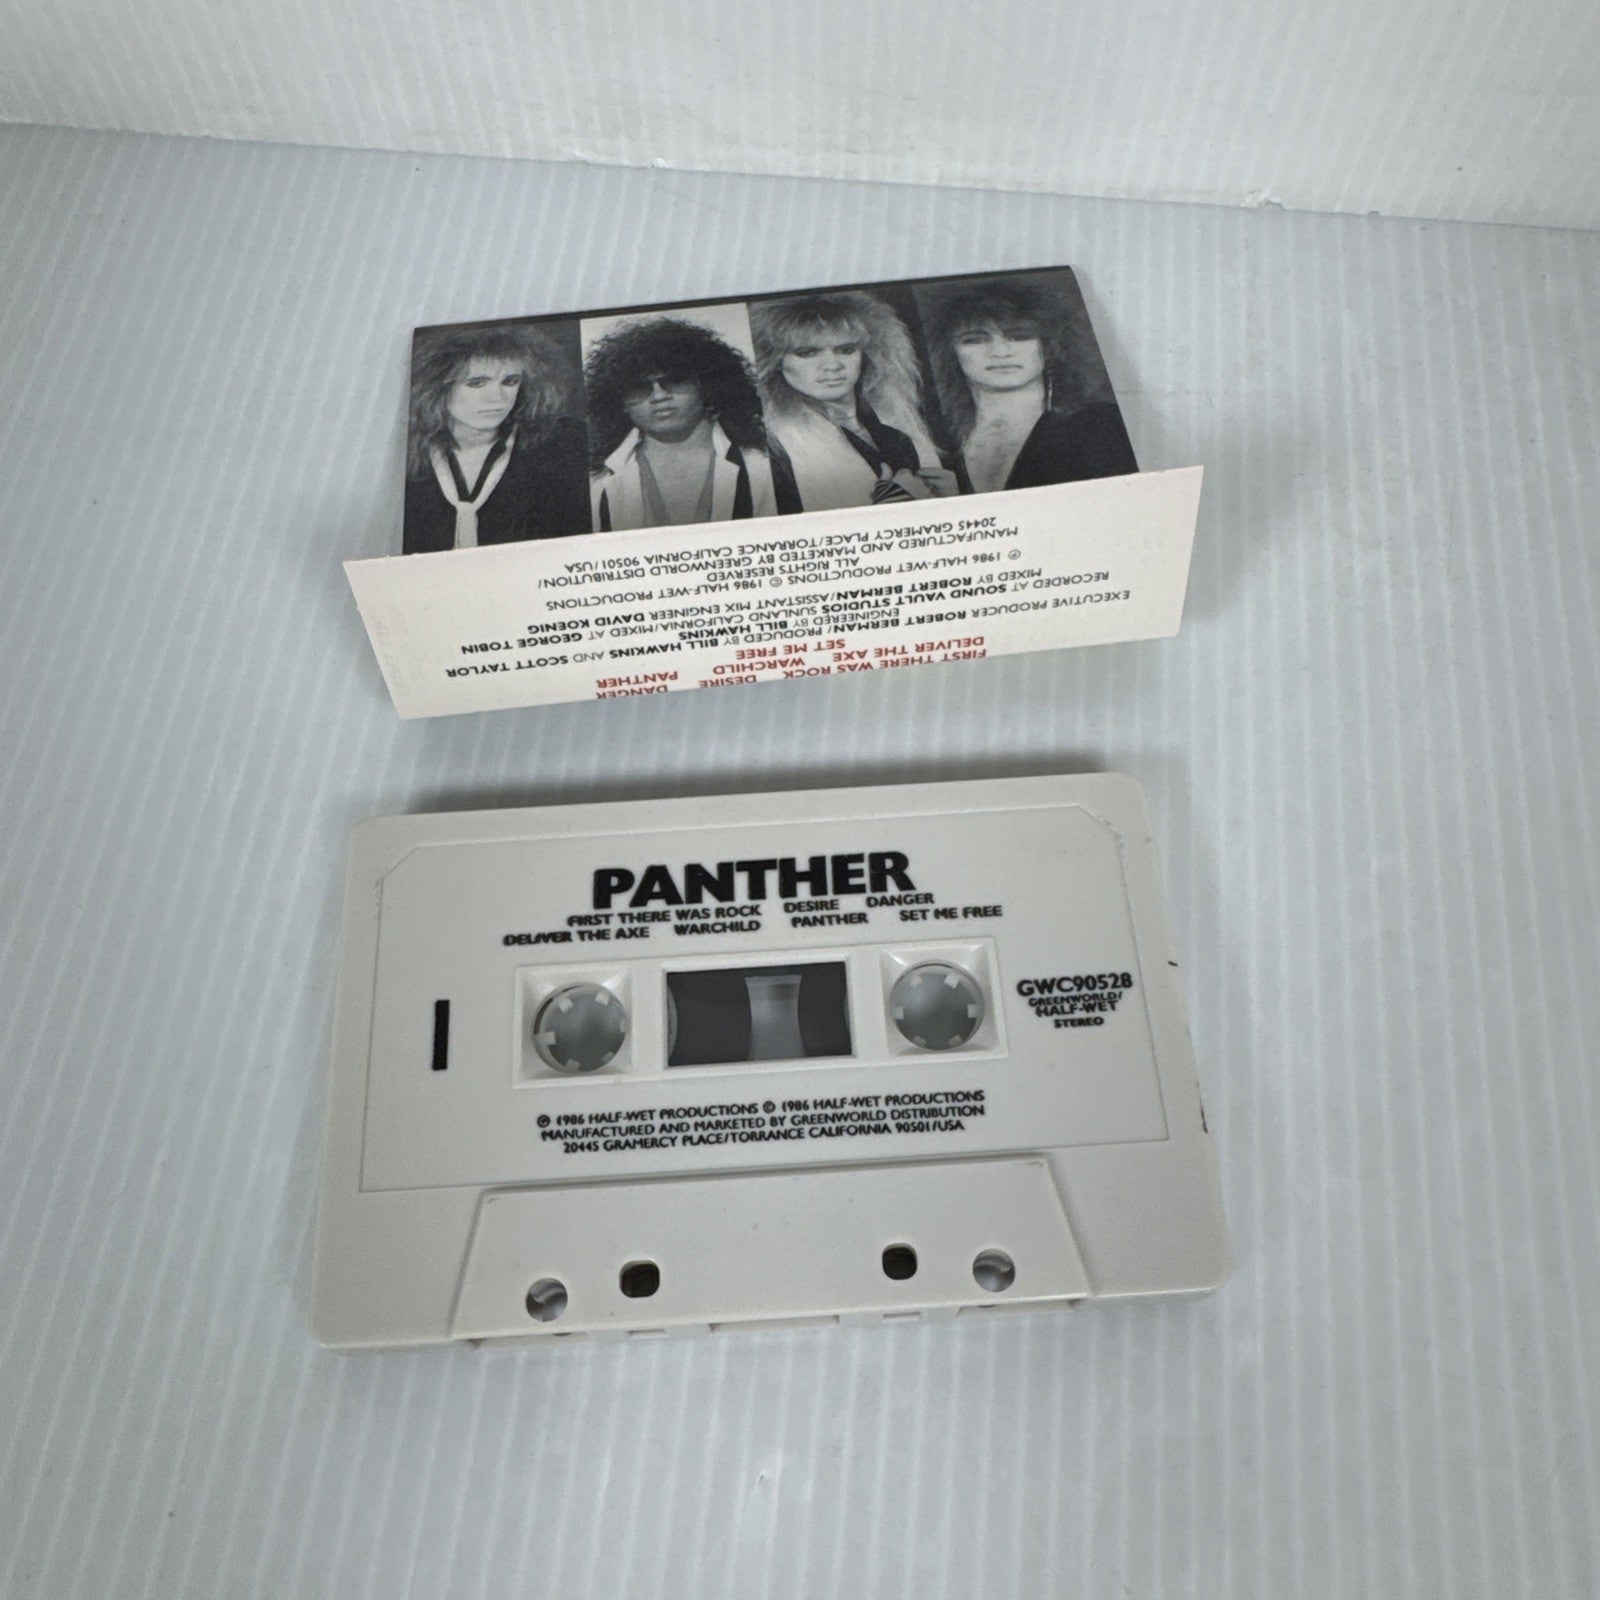 FIRST THERE WAS ROCK DESIRE DANGER
DELIVER THE AXE WARCHILD PANTHER
SET ME FREE
EXECUTIVE PRODUCER ROBERT BERMAN/PRODUCED BY BILL HAWKINS AND SCOTT TAYLOR
ENGINEERED BY BILL HAWKINS
RECORDED AT SOUND VAULT STUDIOS SUNLAND CALIFORNIA/MIXED AT GEORGE TOBIN
MIXED BY ROBERT BERMAN/ASSISTANT MIX ENGINEER DAVID KOENIG
℗ 1986 HALF-WET PRODUCTIONS © 1986 HALF-WET PRODUCTIONS
ALL RIGHTS RESERVED
MANUFACTURED AND MARKETED BY GREENWORLD DISTRIBUTION/
20445 GRAMERCY PLACE/TORRANCE CALIFORNIA 90501/USA
PANTHER
FIRST THERE WAS ROCK DESIRE DANGER
DELIVER THE AXE WARCHILD PANTHER SET ME FREE
I
GWC90528
GREENWORLD/
HALF-WET
STEREO
℗ 1986 HALF-WET PRODUCTIONS © 1986 HALF-WET PRODUCTIONS
MANUFACTURED AND MARKETED BY GREENWORLD DISTRIBUTION
20445 GRAMERCY PLACE/TORRANCE CALIFORNIA 90501/USA